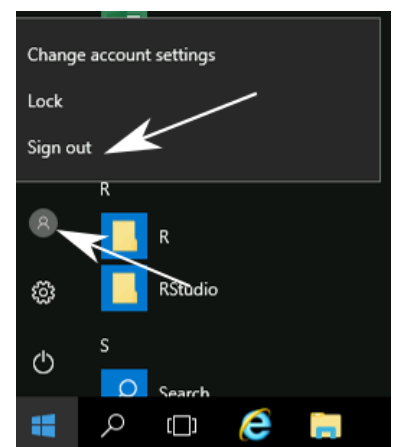 Change account settings
Lock
Sign out
R
R
RStudio
S
Search